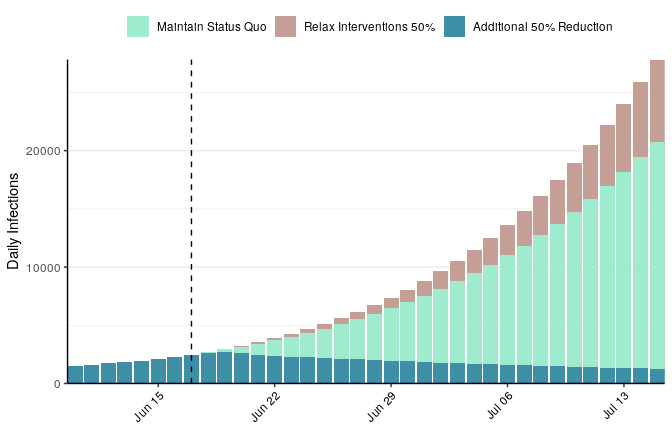 Maintain Status Quo Relax Interventions 50% Additional 50% Reduction
Daily Infections
20000
10000
0
Jun 15 Jun 22 Jun 29 Jul 06 Jul 13